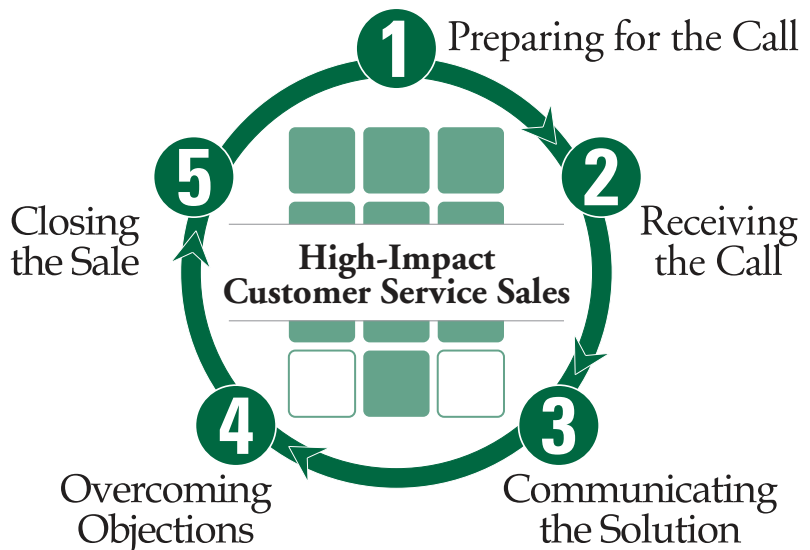 1
Preparing for the Call
2
Receiving
the Call
3
Communicating
the Solution
4
Overcoming
Objections
5
Closing
the Sale
High-Impact
Customer Service Sales